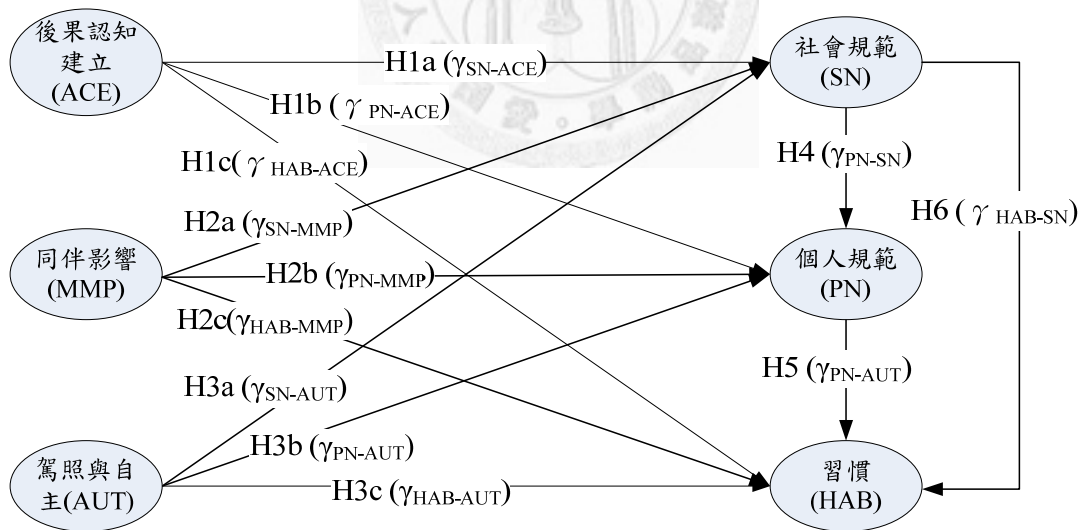 後果認知
建立
(ACE)
社會規範
(SN)
H1a (γSN-ACE)
H1b (γ PN-ACE)
H1c(γ HAB-ACE)
H4 (γPN-SN)
H6 (γ HAB-SN)
H2a (γSN-MMP)
同伴影響
(MMP)
H2b (γPN-MMP)
個人規範
(PN)
H2c(γHAB-MMP)
H5 (γPN-AUT)
H3a (γSN-AUT)
H3b (γPN-AUT)
駕照與自
主(AUT)
H3c (γHAB-AUT)
習慣
(HAB)